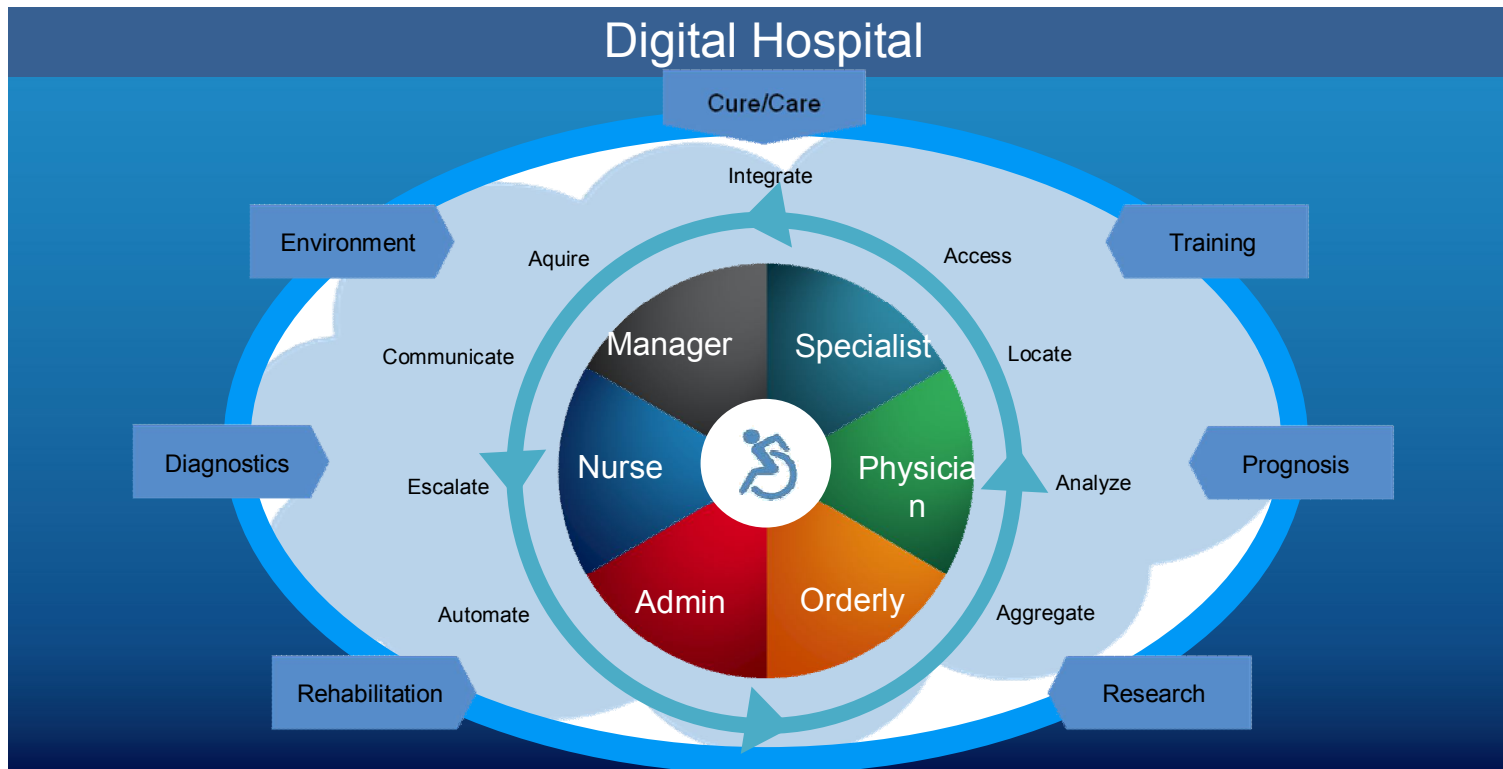 Digital Hospital
Cure/Care
Integrate
Environment
Training
Aquire
Access
Manager
Specialist
Communicate
Locate
Diagnostics
Nurse
Physicia
n
Prognosis
Escalate
Analyze
Admin
Orderly
Automate
Aggregate
Rehabilitation
Research